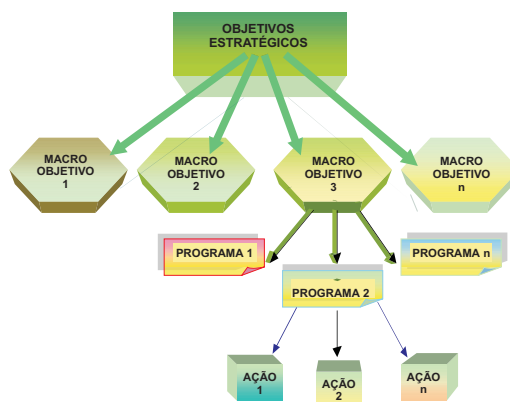 OBJETIVOS
ESTRATÉGICOS
MACRO
OBJETIVO
1
MACRO
OBJETIVO
2
MACRO
OBJETIVO
3
MACRO
OBJETIVO
n
PROGRAMA 1
PROGRAMA n
PROGRAMA 2
AÇÃO
1
AÇÃO
2
AÇÃO
n